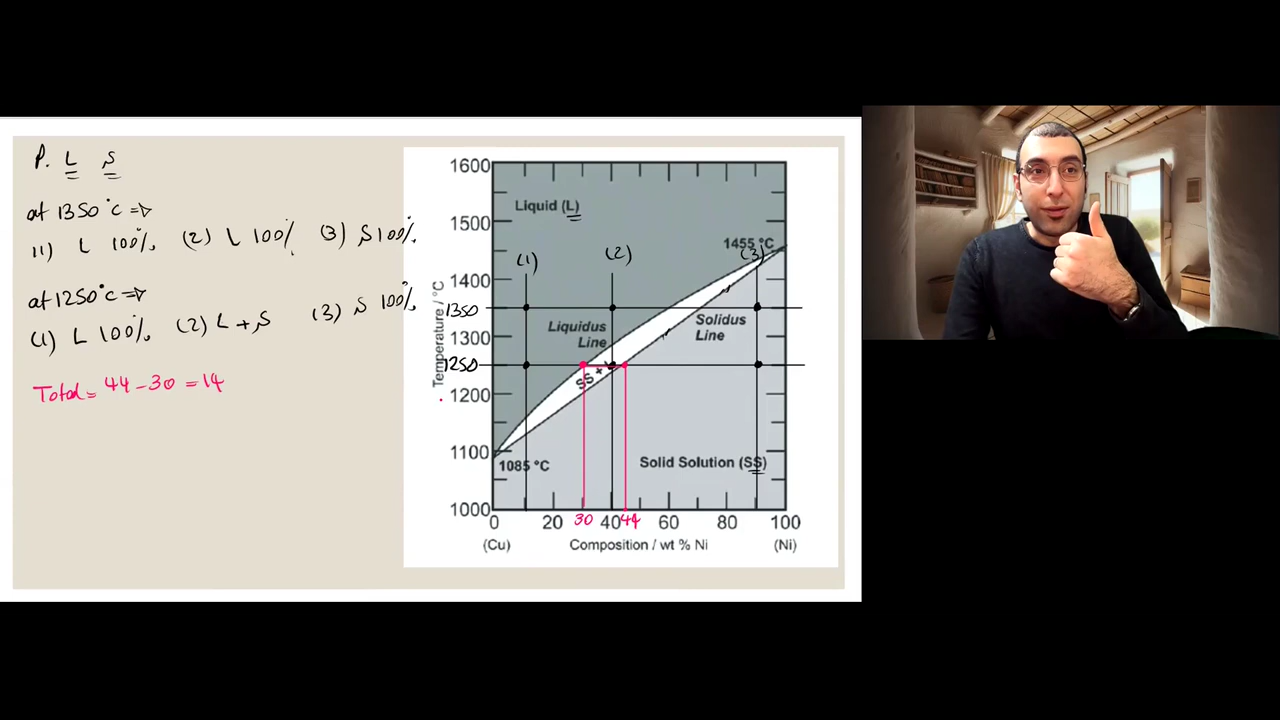 P. L S
at 1350°C ⇒
(1) L 100% (2) L 100% (3) S 100%
at 1250°C ⇒
(1) L 100% (2) L + S (3) S 100%
Total = 44 - 30 = 14
1600
Liquid (L)
1500
1455 °C
(1) (2) (3)
1400
Temperature / °C
1350
Liquidus Line
Solidus Line
1300
1250
SS + L
1200
1100
1085 °C
Solid Solution (SS)
1000
0 20 30 40 44 60 80 100
(Cu) Composition / wt % Ni (Ni)